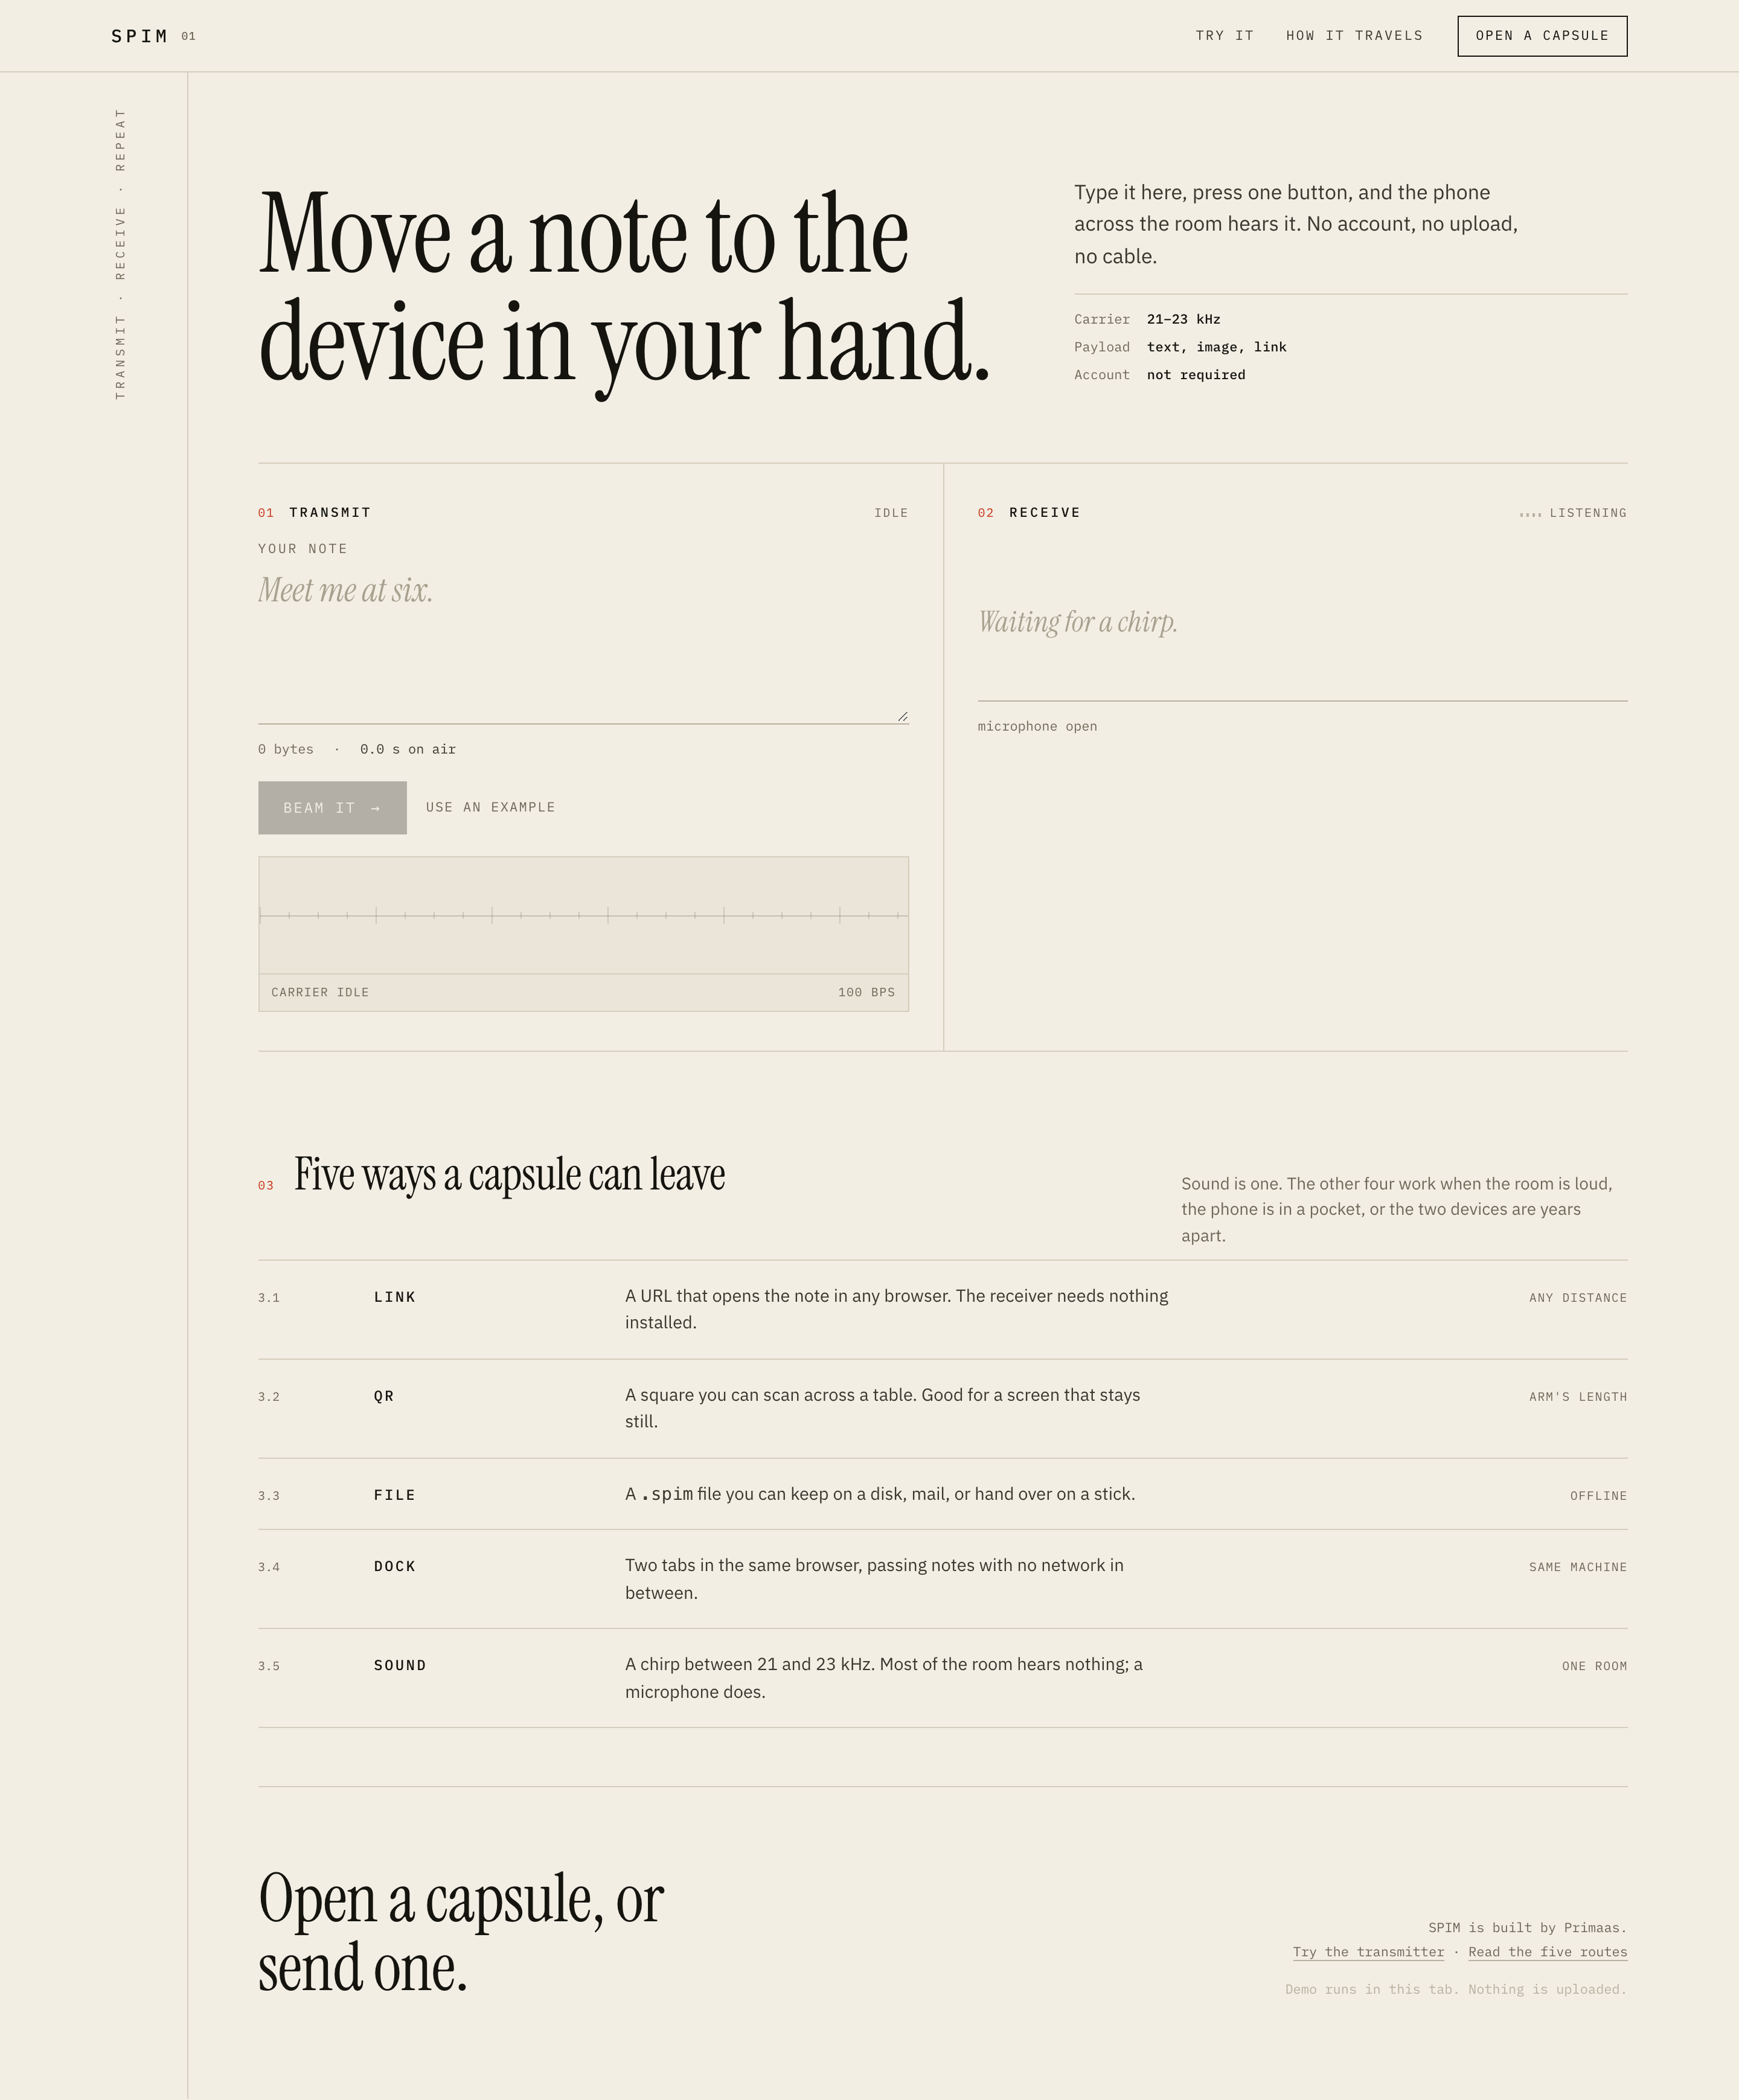 SPIM 01
TRY IT
HOW IT TRAVELS
OPEN A CAPSULE
TRANSMIT · RECEIVE · REPEAT
Move a note to the
device in your hand.
Type it here, press one button, and the phone
across the room hears it. No account, no upload,
no cable.
Carrier 21–23 kHz
Payload text, image, link
Account not required
01 TRANSMIT
IDLE
YOUR NOTE
Meet me at six.
0 bytes · 0.0 s on air
BEAM IT →
USE AN EXAMPLE
CARRIER IDLE
100 BPS
02 RECEIVE
LISTENING
Waiting for a chirp.
microphone open
03 Five ways a capsule can leave
Sound is one. The other four work when the room is loud,
the phone is in a pocket, or the two devices are years
apart.
3.1 LINK
A URL that opens the note in any browser. The receiver needs nothing
installed.
ANY DISTANCE
3.2 QR
A square you can scan across a table. Good for a screen that stays
still.
ARM'S LENGTH
3.3 FILE
A .spim file you can keep on a disk, mail, or hand over on a stick.
OFFLINE
3.4 DOCK
Two tabs in the same browser, passing notes with no network in
between.
SAME MACHINE
3.5 SOUND
A chirp between 21 and 23 kHz. Most of the room hears nothing; a
microphone does.
ONE ROOM
Open a capsule, or
send one.
SPIM is built by Primaas.
Try the transmitter · Read the five routes
Demo runs in this tab. Nothing is uploaded.